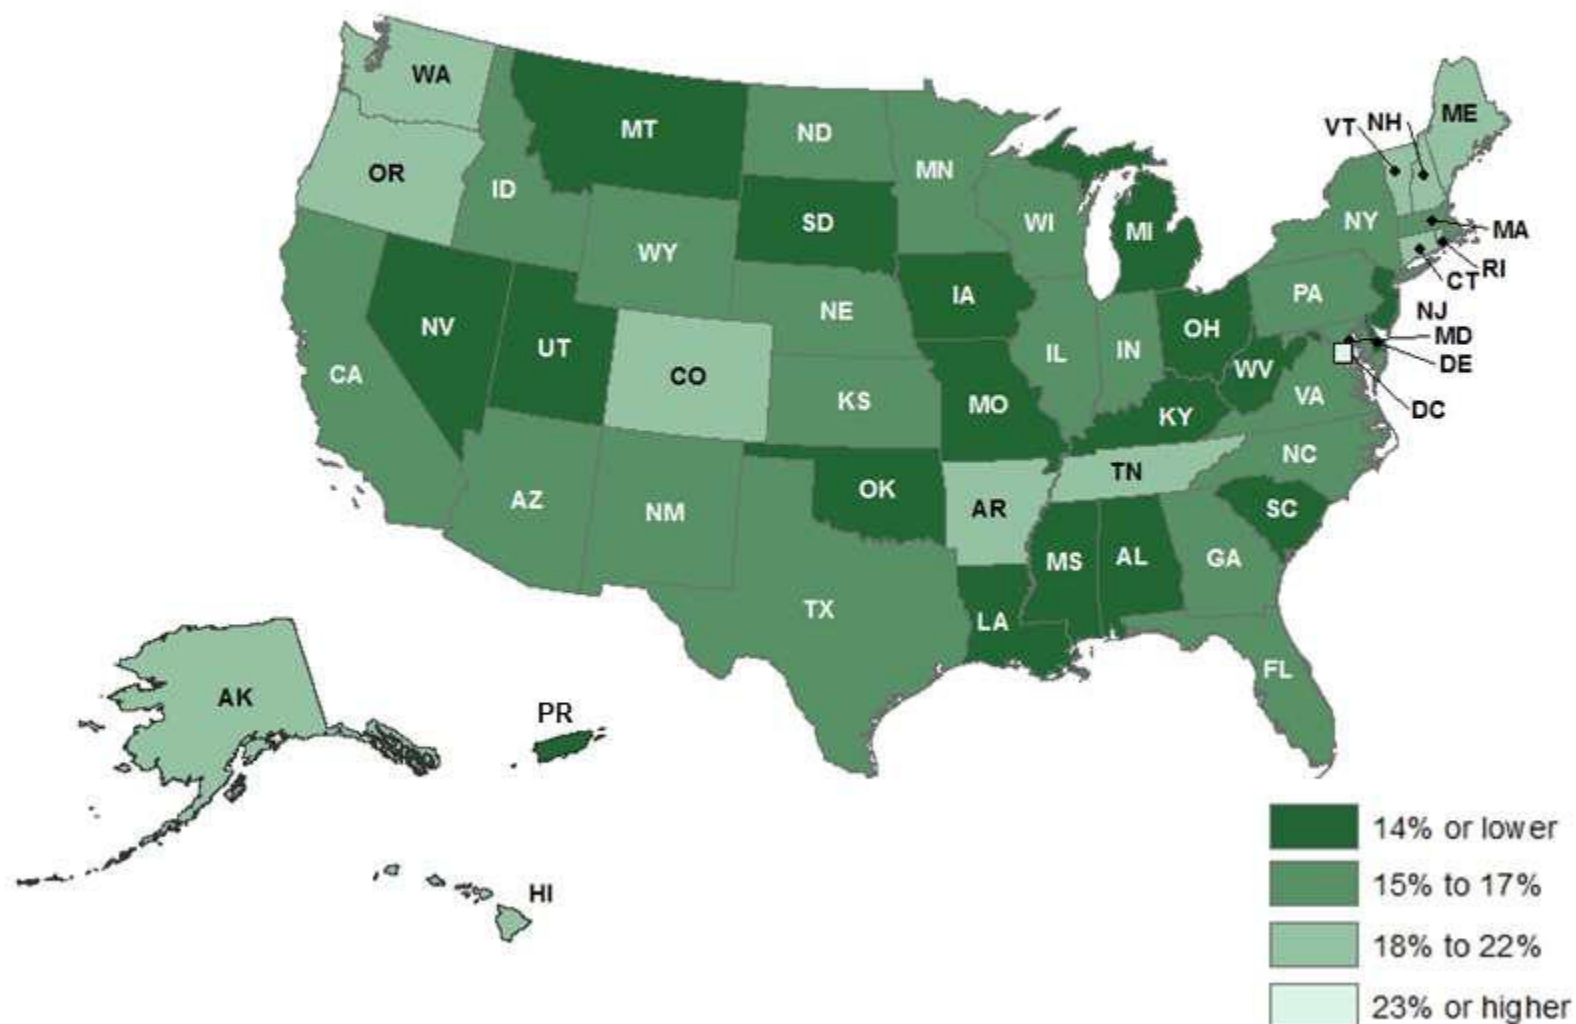 WA
MT
ND
MN
OR
ID
SD
WI
MI
WY
IA
NE
NV
UT
CO
CA
KS
MO
IL
IN
OH
PA
NY
VT
NH
ME
MA
RI
CT
NJ
MD
DE
DC
WV
VA
KY
NC
TN
SC
AZ
NM
OK
AR
MS
AL
GA
TX
LA
FL
AK
PR
HI
14% or lower
15% to 17%
18% to 22%
23% or higher